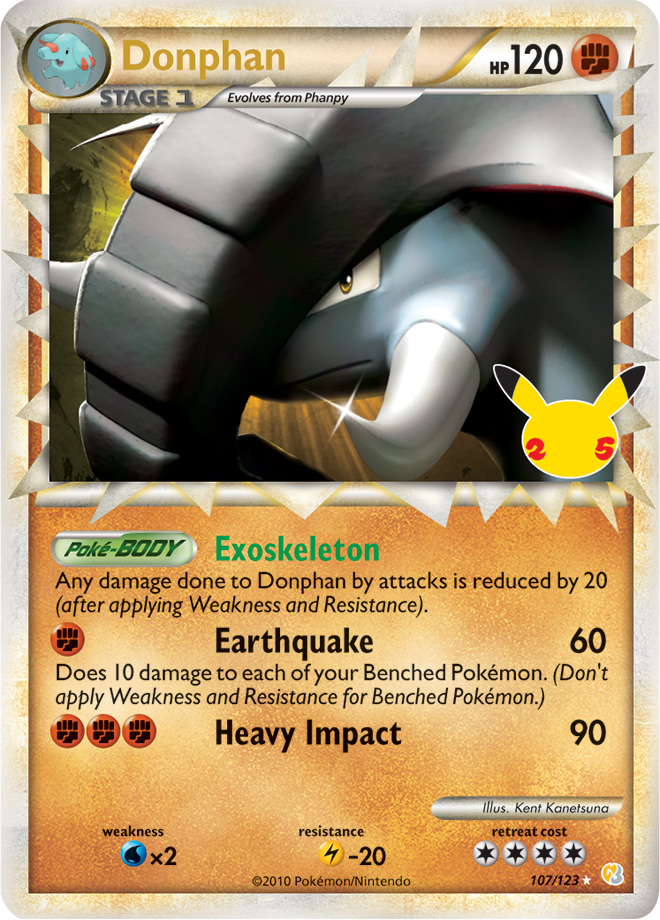 Donphan
HP120
STAGE 1
Evolves from Phanpy
2 5
Poké-BODY Exoskeleton
Any damage done to Donphan by attacks is reduced by 20
(after applying Weakness and Resistance).
Earthquake 60
Does 10 damage to each of your Benched Pokémon. (Don't
apply Weakness and Resistance for Benched Pokémon.)
Heavy Impact 90
Illus. Kent Kanetsuna
weakness resistance retreat cost
×2 -20
©2010 Pokémon/Nintendo 107/123